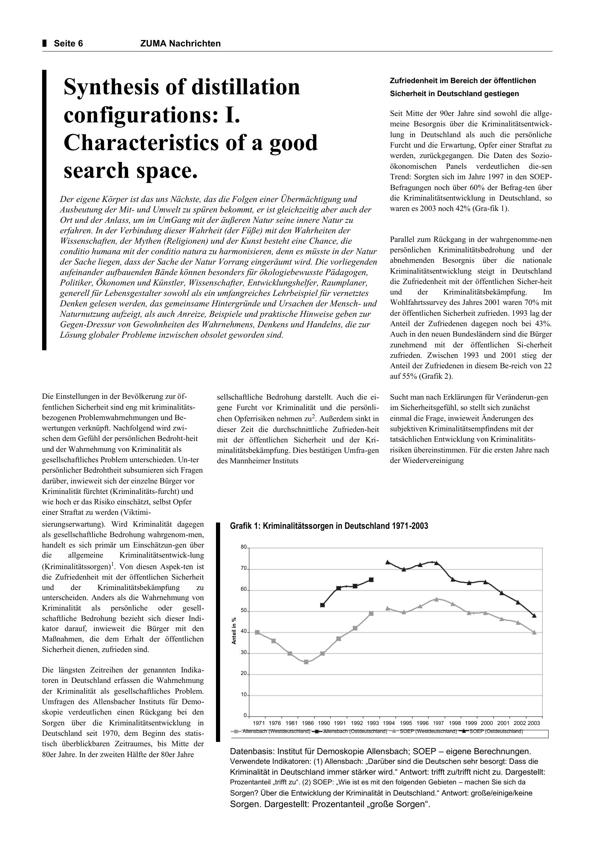 Seite 6 ZUMA Nachrichten
Synthesis of distillation
configurations: I.
Characteristics of a good
search space.
Der eigene Körper ist das uns Nächste, das die Folgen einer Übermächtigung und
Ausbeutung der Mit- und Umwelt zu spüren bekommt, er ist gleichzeitig aber auch der
Ort und der Anlass, um im UmGang mit der äußeren Natur seine innere Natur zu
erfahren. In der Verbindung dieser Wahrheit (der Füße) mit den Wahrheiten der
Wissenschaften, der Mythen (Religionen) und der Kunst besteht eine Chance, die
conditio humana mit der conditio natura zu harmonisieren, denn es müsste in der Natur
der Sache liegen, dass der Sache der Natur Vorrang eingeräumt wird. Die vorliegenden
aufeinander aufbauenden Bände können besonders für ökologiebewusste Pädagogen,
Politiker, Ökonomen und Künstler, Wissenschafter, Entwicklungshelfer, Raumplaner,
generell für Lebensgestalter sowohl als ein umfangreiches Lehrbeispiel für vernetztes
Denken gelesen werden, das gemeinsame Hintergründe und Ursachen der Mensch- und
Naturnutzung aufzeigt, als auch Anreize, Beispiele und praktische Hinweise geben zur
Gegen-Dressur von Gewohnheiten des Wahrnehmens, Denkens und Handelns, die zur
Lösung globaler Probleme inzwischen obsolet geworden sind.
Zufriedenheit im Bereich der öffentlichen
Sicherheit in Deutschland gestiegen
Seit Mitte der 90er Jahre sind sowohl die allge-
meine Besorgnis über die Kriminalitätsentwick-
lung in Deutschland als auch die persönliche
Furcht und die Erwartung, Opfer einer Straftat zu
werden, zurückgegangen. Die Daten des Sozio-
ökonomischen Panels verdeutlichen die-sen
Trend: Sorgten sich im Jahre 1997 in den SOEP-
Befragungen noch über 60% der Befrag-ten über
die Kriminalitätsentwicklung in Deutschland, so
waren es 2003 noch 42% (Gra-fik 1).
Parallel zum Rückgang in der wahrgenomme-nen
persönlichen Kriminalitätsbedrohung und der
abnehmenden Besorgnis über die nationale
Kriminalitätsentwicklung steigt in Deutschland
die Zufriedenheit mit der öffentlichen Sicher-heit
und der Kriminalitätsbekämpfung. Im
Wohlfahrtssurvey des Jahres 2001 waren 70% mit
der öffentlichen Sicherheit zufrieden. 1993 lag der
Anteil der Zufriedenen dagegen noch bei 43%.
Auch in den neuen Bundesländern sind die Bürger
zunehmend mit der öffentlichen Si-cherheit
zufrieden. Zwischen 1993 und 2001 stieg der
Anteil der Zufriedenen in diesem Be-reich von 22
auf 55% (Grafik 2).
Die Einstellungen in der Bevölkerung zur öf-
fentlichen Sicherheit sind eng mit kriminalitäts-
bezogenen Problemwahrnehmungen und Be-
wertungen verknüpft. Nachfolgend wird zwi-
schen dem Gefühl der persönlichen Bedroht-heit
und der Wahrnehmung von Kriminalität als
gesellschaftliches Problem unterschieden. Un-ter
persönlicher Bedrohtheit subsumieren sich Fragen
darüber, inwieweit sich der einzelne Bürger vor
Kriminalität fürchtet (Kriminalitäts-furcht) und
wie hoch er das Risiko einschätzt, selbst Opfer
einer Straftat zu werden (Viktimi-
sierungserwartung). Wird Kriminalität dagegen
als gesellschaftliche Bedrohung wahrgenom-men,
handelt es sich primär um Einschätzun-gen über
die allgemeine Kriminalitätsentwick-lung
(Kriminalitätssorgen)1. Von diesen Aspek-ten ist
die Zufriedenheit mit der öffentlichen Sicherheit
und der Kriminalitätsbekämpfung zu
unterscheiden. Anders als die Wahrnehmung von
Kriminalität als persönliche oder gesell-
schaftliche Bedrohung bezieht sich dieser Indi-
kator darauf, inwieweit die Bürger mit den
Maßnahmen, die dem Erhalt der öffentlichen
Sicherheit dienen, zufrieden sind.
Die längsten Zeitreihen der genannten Indika-
toren in Deutschland erfassen die Wahrnehmung
der Kriminalität als gesellschaftliches Problem.
Umfragen des Allensbacher Instituts für Demo-
skopie verdeutlichen einen Rückgang bei den
Sorgen über die Kriminalitätsentwicklung in
Deutschland seit 1970, dem Beginn des statis-
tisch überblickbaren Zeitraumes, bis Mitte der
80er Jahre. In der zweiten Hälfte der 80er Jahre
sellschaftliche Bedrohung darstellt. Auch die ei-
gene Furcht vor Kriminalität und die persönli-
chen Opferrisiken nehmen zu2. Außerdem sinkt in
dieser Zeit die durchschnittliche Zufrieden-heit
mit der öffentlichen Sicherheit und der Kri-
minalitätsbekämpfung. Dies bestätigen Umfra-gen
des Mannheimer Instituts
Sucht man nach Erklärungen für Veränderun-gen
im Sicherheitsgefühl, so stellt sich zunächst
einmal die Frage, inwieweit Änderungen des
subjektiven Kriminalitätsempfindens mit der
tatsächlichen Entwicklung von Kriminalitäts-
risiken übereinstimmen. Für die ersten Jahre nach
der Wiedervereinigung
Grafik 1: Kriminalitätssorgen in Deutschland 1971-2003
80
70
60
50
40
30
20
10
0
Anteil in %
1971 1976 1981 1986 1990 1991 1992 1993 1994 1995 1996 1997 1998 1999 2000 2001 2002 2003
Allensbach (Westdeutschland) Allensbach (Ostdeutschland) SOEP (Westdeutschland) SOEP (Ostdeutschland)
Datenbasis: Institut für Demoskopie Allensbach; SOEP – eigene Berechnungen.
Verwendete Indikatoren: (1) Allensbach: „Darüber sind die Deutschen sehr besorgt: Dass die
Kriminalität in Deutschland immer stärker wird.“ Antwort: trifft zu/trifft nicht zu. Dargestellt:
Prozentanteil „trifft zu“. (2) SOEP: „Wie ist es mit den folgenden Gebieten – machen Sie sich da
Sorgen? Über die Entwicklung der Kriminalität in Deutschland.“ Antwort: große/einige/keine
Sorgen. Dargestellt: Prozentanteil „große Sorgen“.